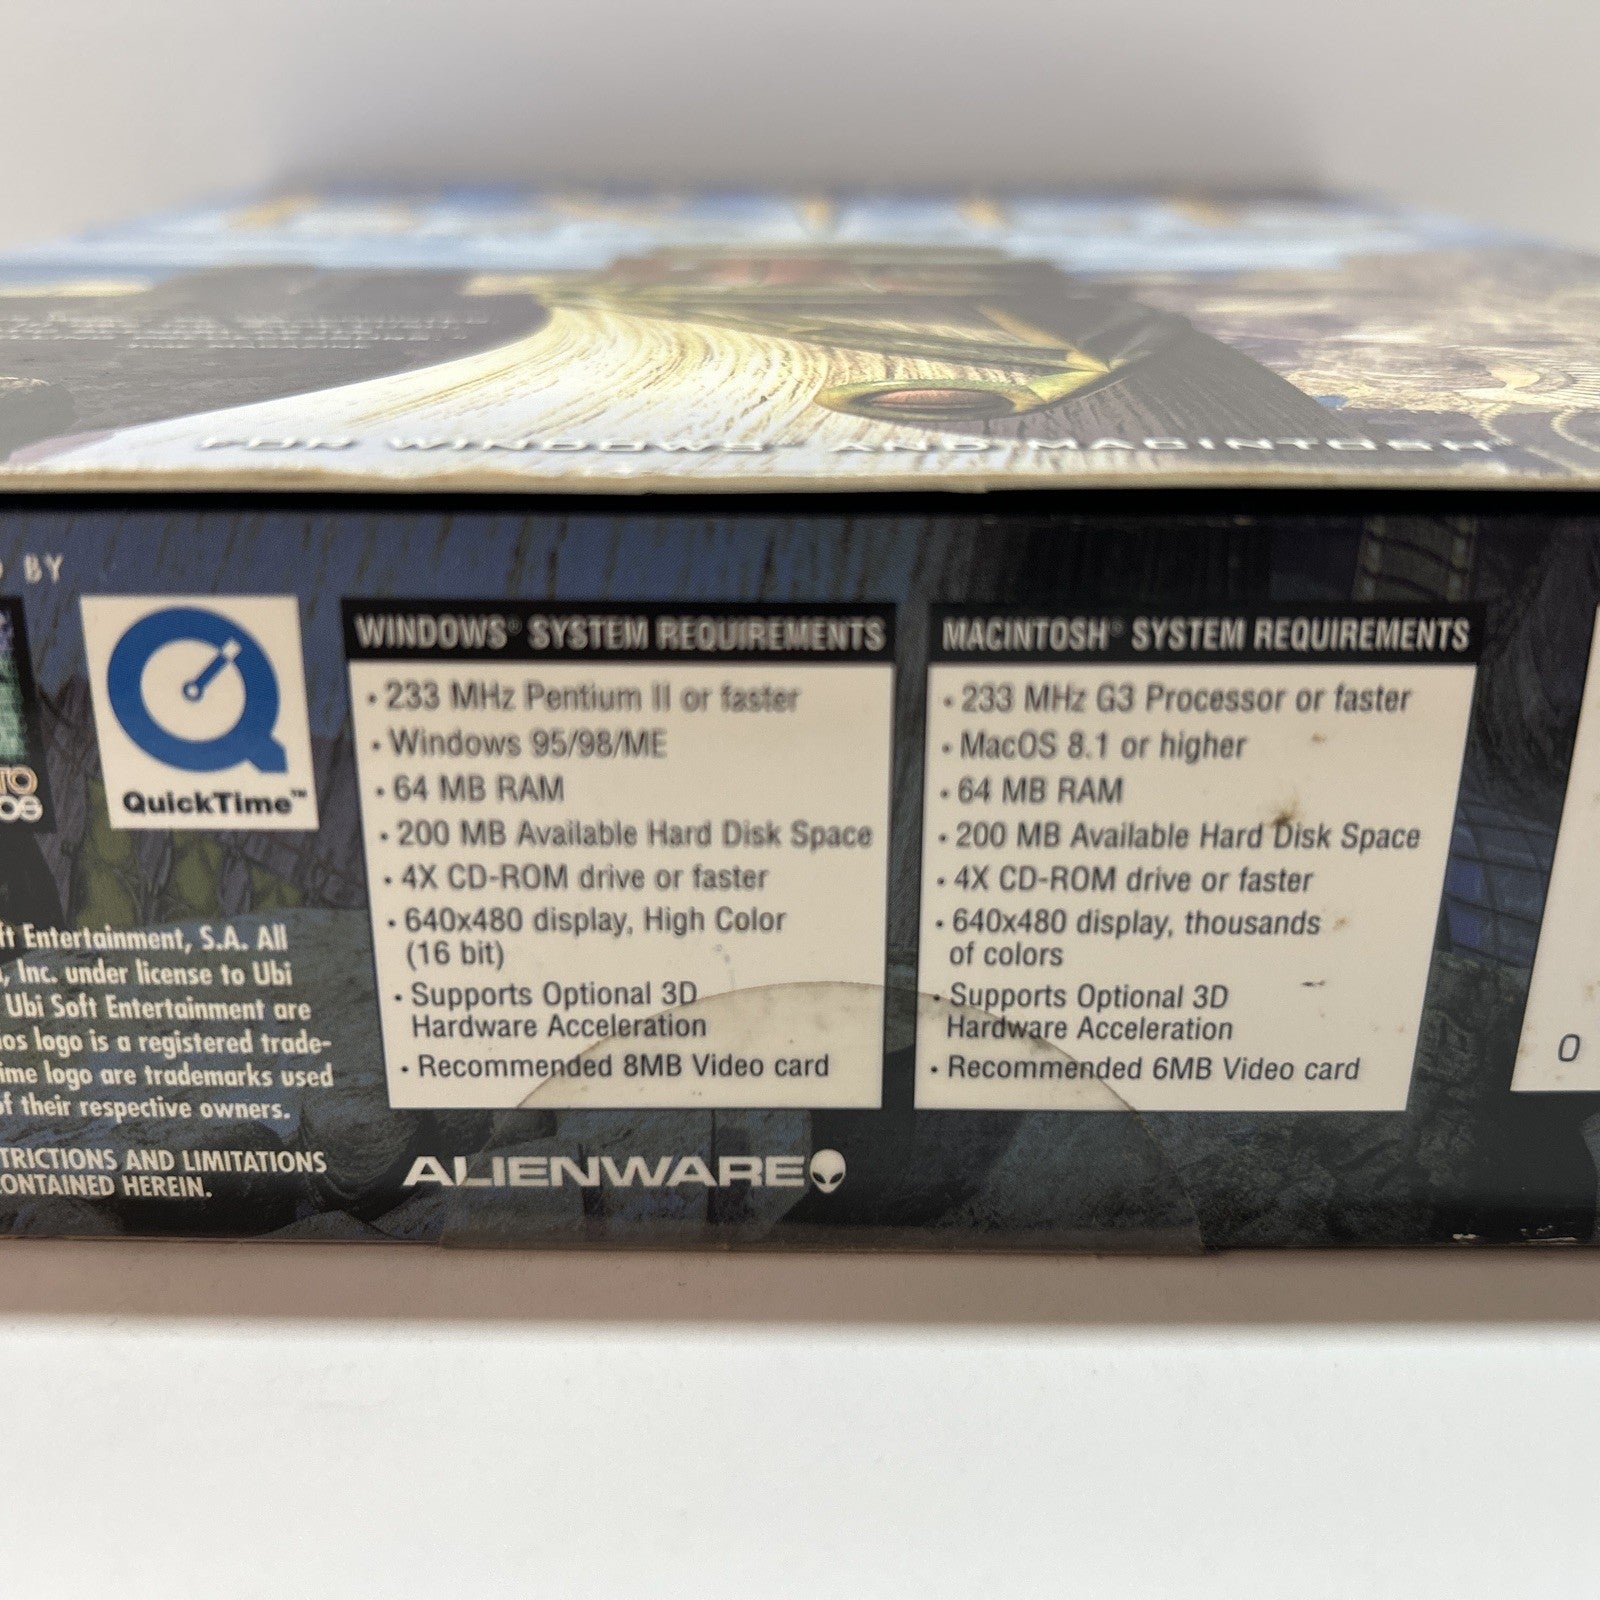 FOR WINDOWS® AND MACINTOSH
BY
QuickTime™
ft Entertainment, S.A. All
, Inc. under license to Ubi
Ubi Soft Entertainment are
os logo is a registered trade-
ime logo are trademarks used
of their respective owners.
TRICTIONS AND LIMITATIONS
ONTAINED HEREIN.
WINDOWS® SYSTEM REQUIREMENTS
• 233 MHz Pentium II or faster
• Windows 95/98/ME
• 64 MB RAM
• 200 MB Available Hard Disk Space
• 4X CD-ROM drive or faster
• 640x480 display, High Color
(16 bit)
• Supports Optional 3D
Hardware Acceleration
• Recommended 8MB Video card
ALIENWARE
MACINTOSH® SYSTEM REQUIREMENTS
• 233 MHz G3 Processor or faster
• MacOS 8.1 or higher
• 64 MB RAM
• 200 MB Available Hard Disk Space
• 4X CD-ROM drive or faster
• 640x480 display, thousands
of colors
• Supports Optional 3D
Hardware Acceleration
• Recommended 6MB Video card
0